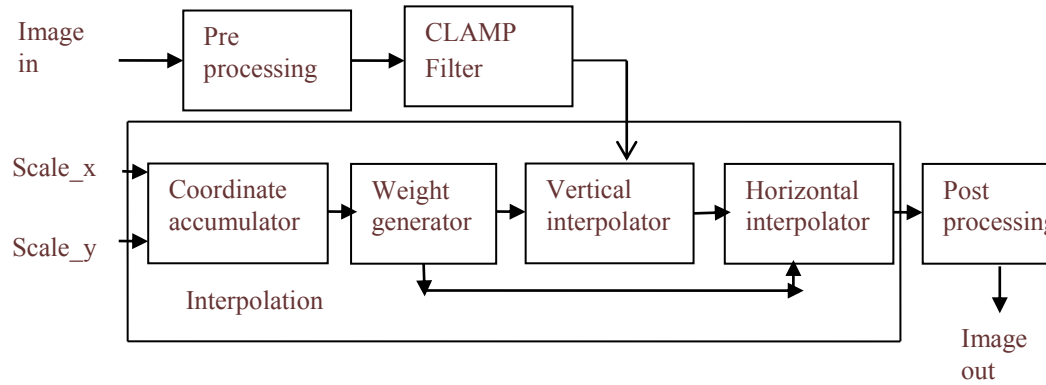 Image
in
Pre
processing
CLAMP
Filter
Scale_x
Scale_y
Coordinate
accumulator
Weight
generator
Vertical
interpolator
Horizontal
interpolator
Post
processing
Interpolation
Image
out